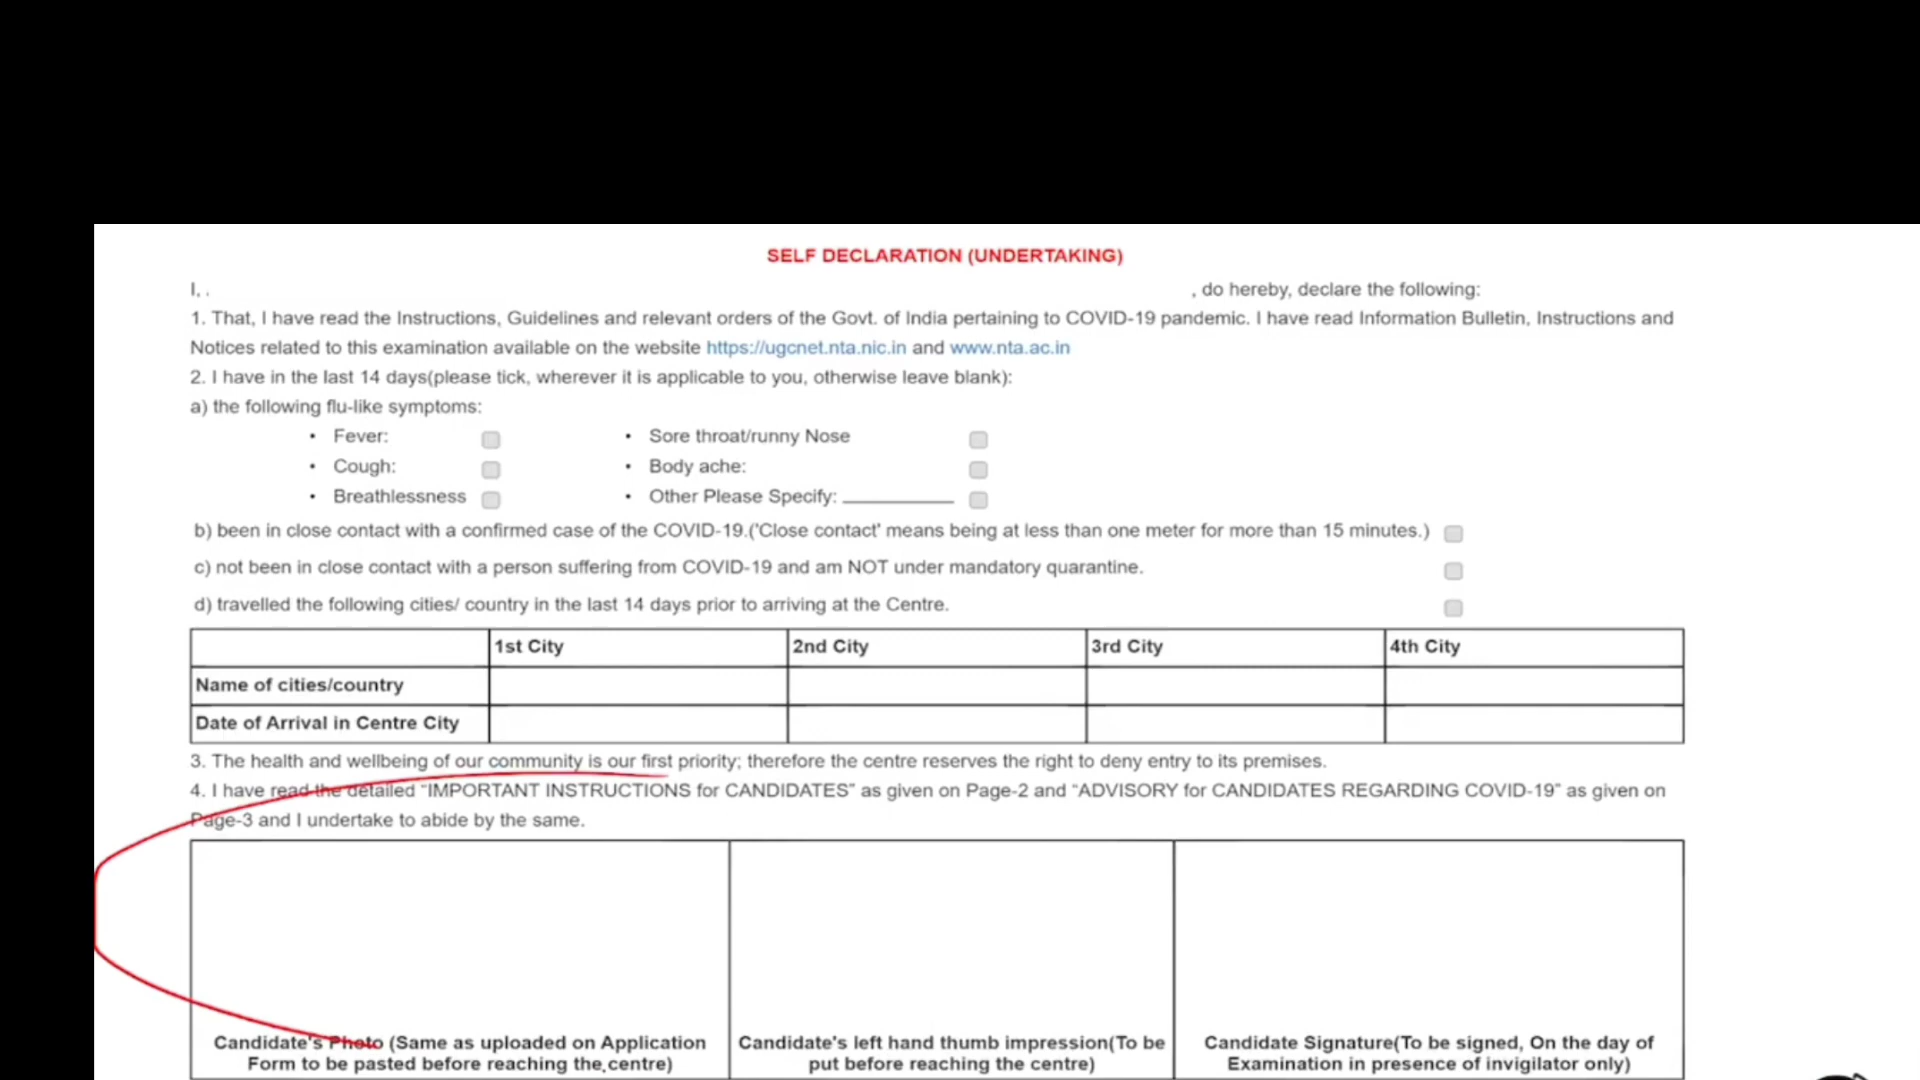 SELF DECLARATION (UNDERTAKING)
I, . , do hereby, declare the following:
1. That, I have read the Instructions, Guidelines and relevant orders of the Govt. of India pertaining to COVID-19 pandemic. I have read Information Bulletin, Instructions and
Notices related to this examination available on the website https://ugcnet.nta.nic.in and www.nta.ac.in
2. I have in the last 14 days(please tick, wherever it is applicable to you, otherwise leave blank):
a) the following flu-like symptoms:
• Fever: • Sore throat/runny Nose
• Cough: • Body ache:
• Breathlessness • Other Please Specify: __________
b) been in close contact with a confirmed case of the COVID-19.('Close contact' means being at less than one meter for more than 15 minutes.)
c) not been in close contact with a person suffering from COVID-19 and am NOT under mandatory quarantine.
d) travelled the following cities/ country in the last 14 days prior to arriving at the Centre.
1st City 2nd City 3rd City 4th City
Name of cities/country
Date of Arrival in Centre City
3. The health and wellbeing of our community is our first priority; therefore the centre reserves the right to deny entry to its premises.
4. I have read the detailed “IMPORTANT INSTRUCTIONS for CANDIDATES” as given on Page-2 and “ADVISORY for CANDIDATES REGARDING COVID-19” as given on
Page-3 and I undertake to abide by the same.
Candidate's Photo (Same as uploaded on Application
Form to be pasted before reaching the centre)
Candidate's left hand thumb impression(To be
put before reaching the centre)
Candidate Signature(To be signed, On the day of
Examination in presence of invigilator only)